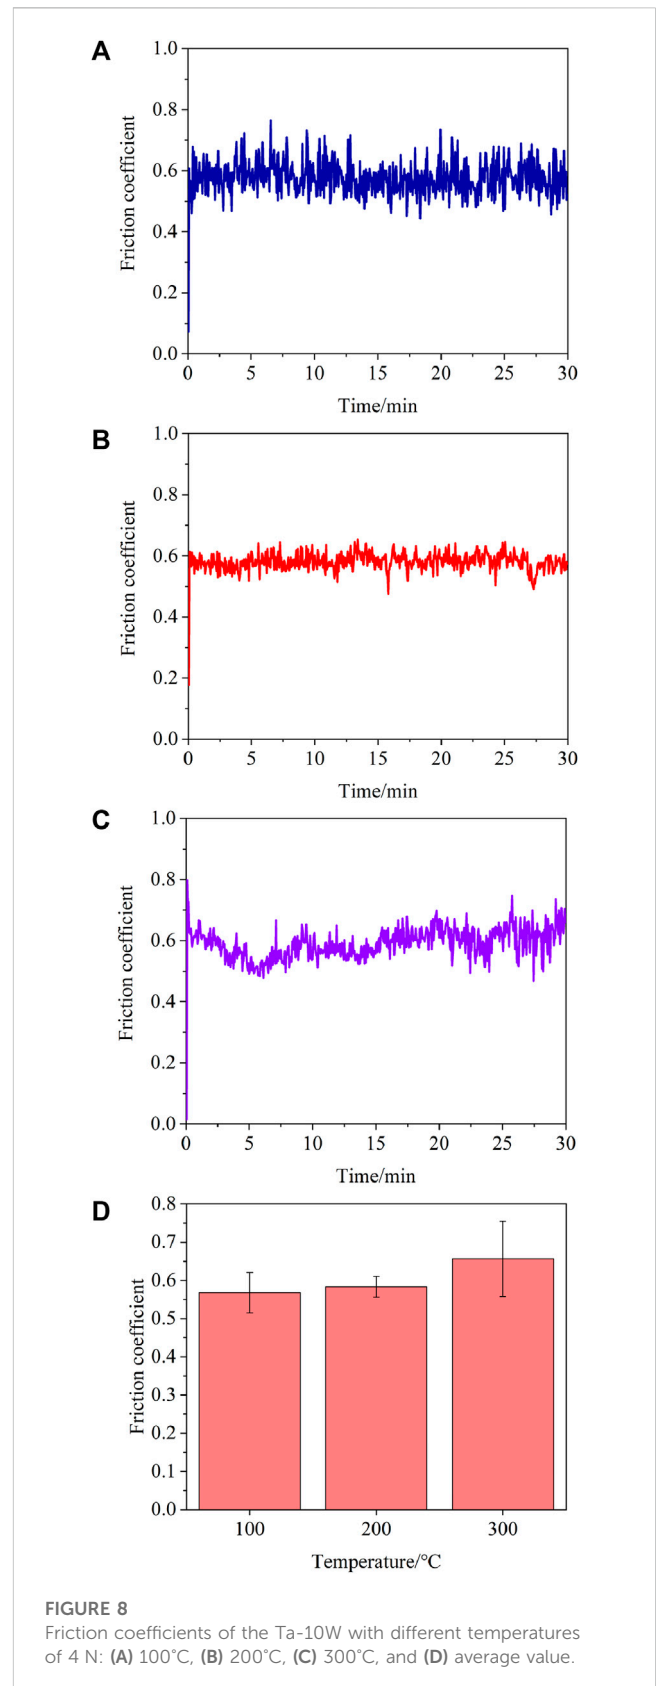 A
1.0
0.8
0.6
0.4
0.2
0.0
Friction coefficient
0 5 10 15 20 25 30
Time/min
B
1.0
0.8
0.6
0.4
0.2
0.0
Friction coefficient
0 5 10 15 20 25 30
Time/min
C
1.0
0.8
0.6
0.4
0.2
0.0
Friction coefficient
0 5 10 15 20 25 30
Time/min
D
0.8
0.7
0.6
0.5
0.4
0.3
0.2
0.1
0.0
Friction coefficient
100 200 300
Temperature/°C
FIGURE 8
Friction coefficients of the Ta-10W with different temperatures
of 4 N: (A) 100°C, (B) 200°C, (C) 300°C, and (D) average value.